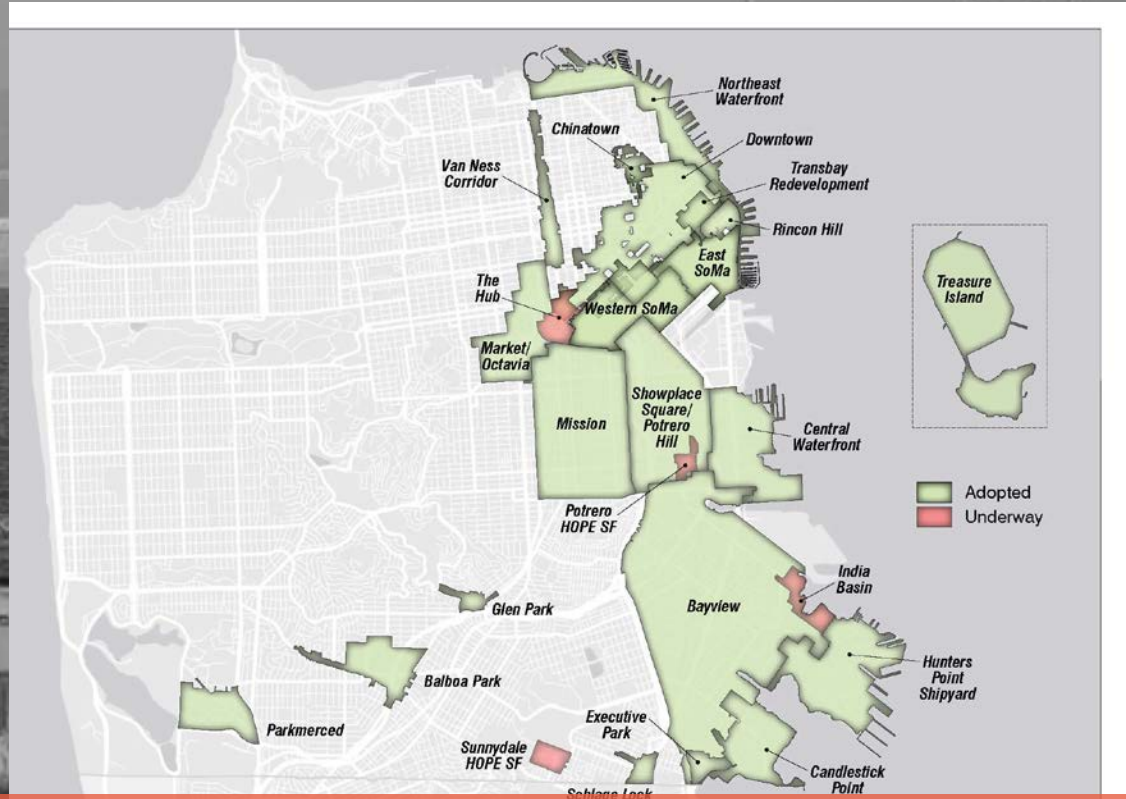 Northeast
Waterfront
Chinatown
Downtown
Van Ness
Corridor
Transbay
Redevelopment
Rincon Hill
East
SoMa
The
Hub
Western SoMa
Treasure
Island
Market/
Octavia
Mission
Showplace
Square/
Potrero
Hill
Central
Waterfront
Adopted
Underway
Potrero
HOPE SF
India
Basin
Bayview
Glen Park
Hunters
Point
Shipyard
Balboa Park
Parkmerced
Executive
Park
Sunnydale
HOPE SF
Candlestick
Point
Schlage Lock